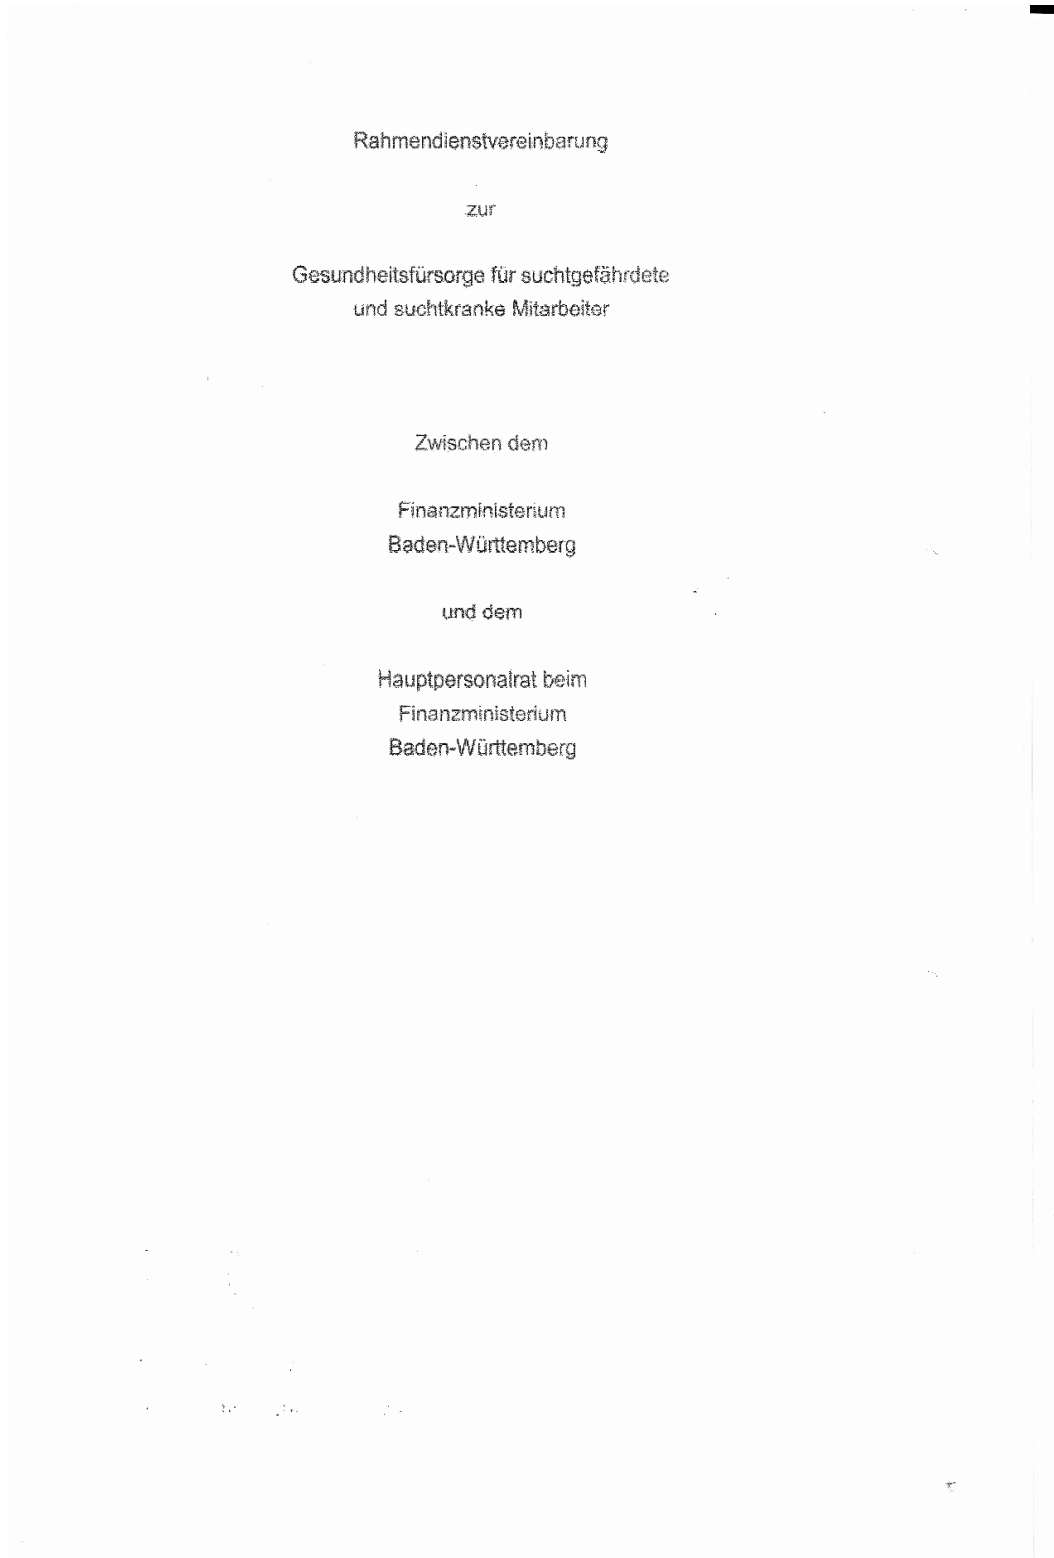 Rahmendienstvereinbarung
zur
Gesundheitsfürsorge für suchtgefährdete
und suchtkranke Mitarbeiter
Zwischen dem
Finanzministerium
Baden-Württemberg
und dem
Hauptpersonalrat beim
Finanzministerium
Baden-Württemberg